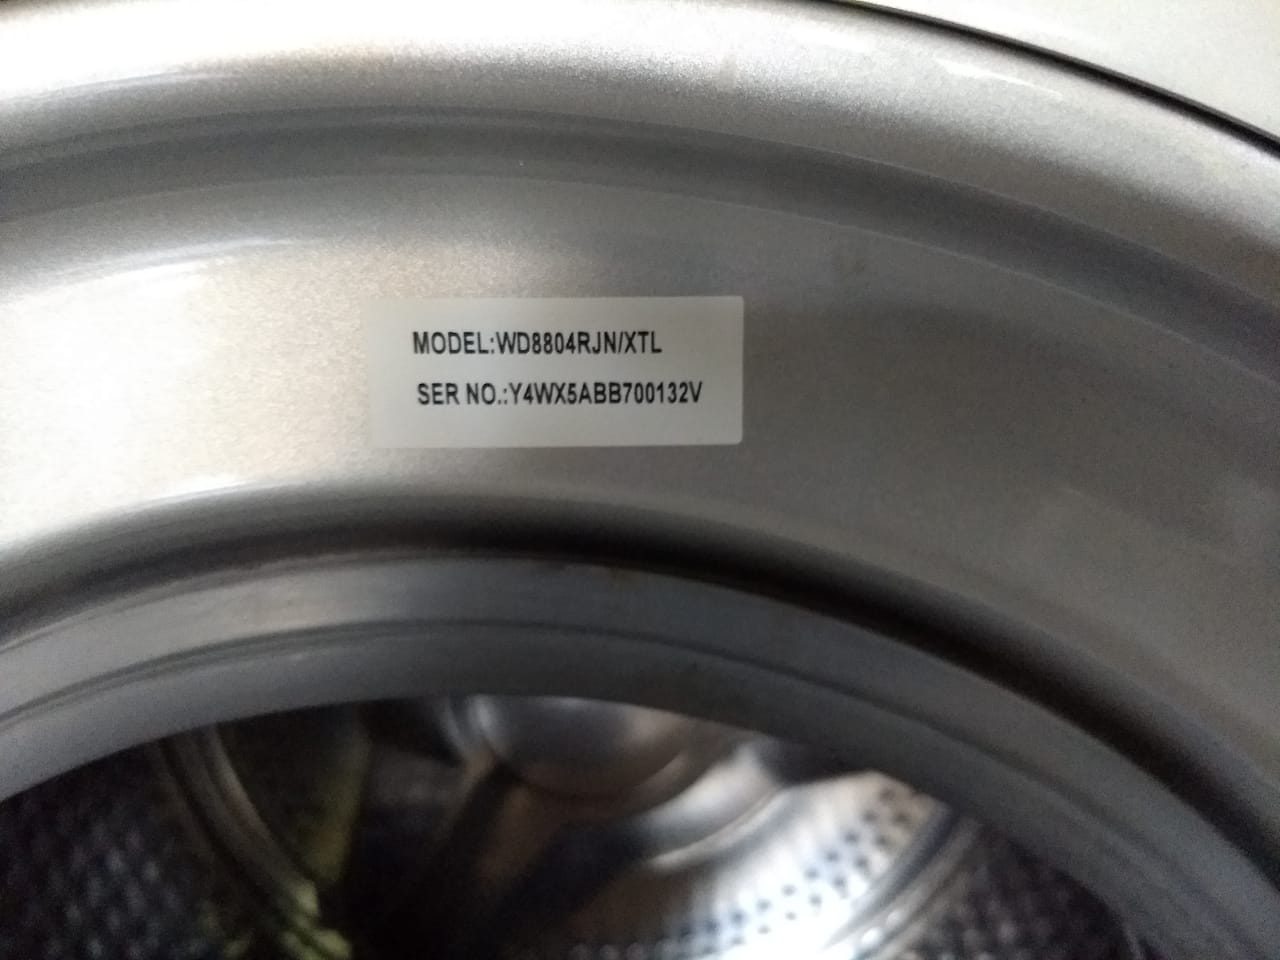 MODEL:WD8804RJN/XTL
SER NO.:Y4WX5ABB700132V